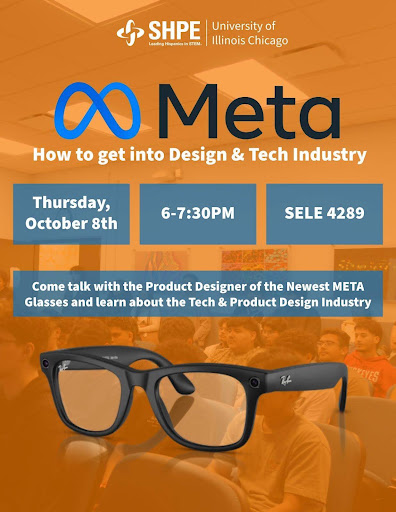 SHPE
Leading Hispanics in STEM
University of
Illinois Chicago
Meta
How to get into Design & Tech Industry
Thursday,
October 8th
6-7:30PM
SELE 4289
Come talk with the Product Designer of the Newest META
Glasses and learn about the Tech & Product Design Industry
Ray-Ban